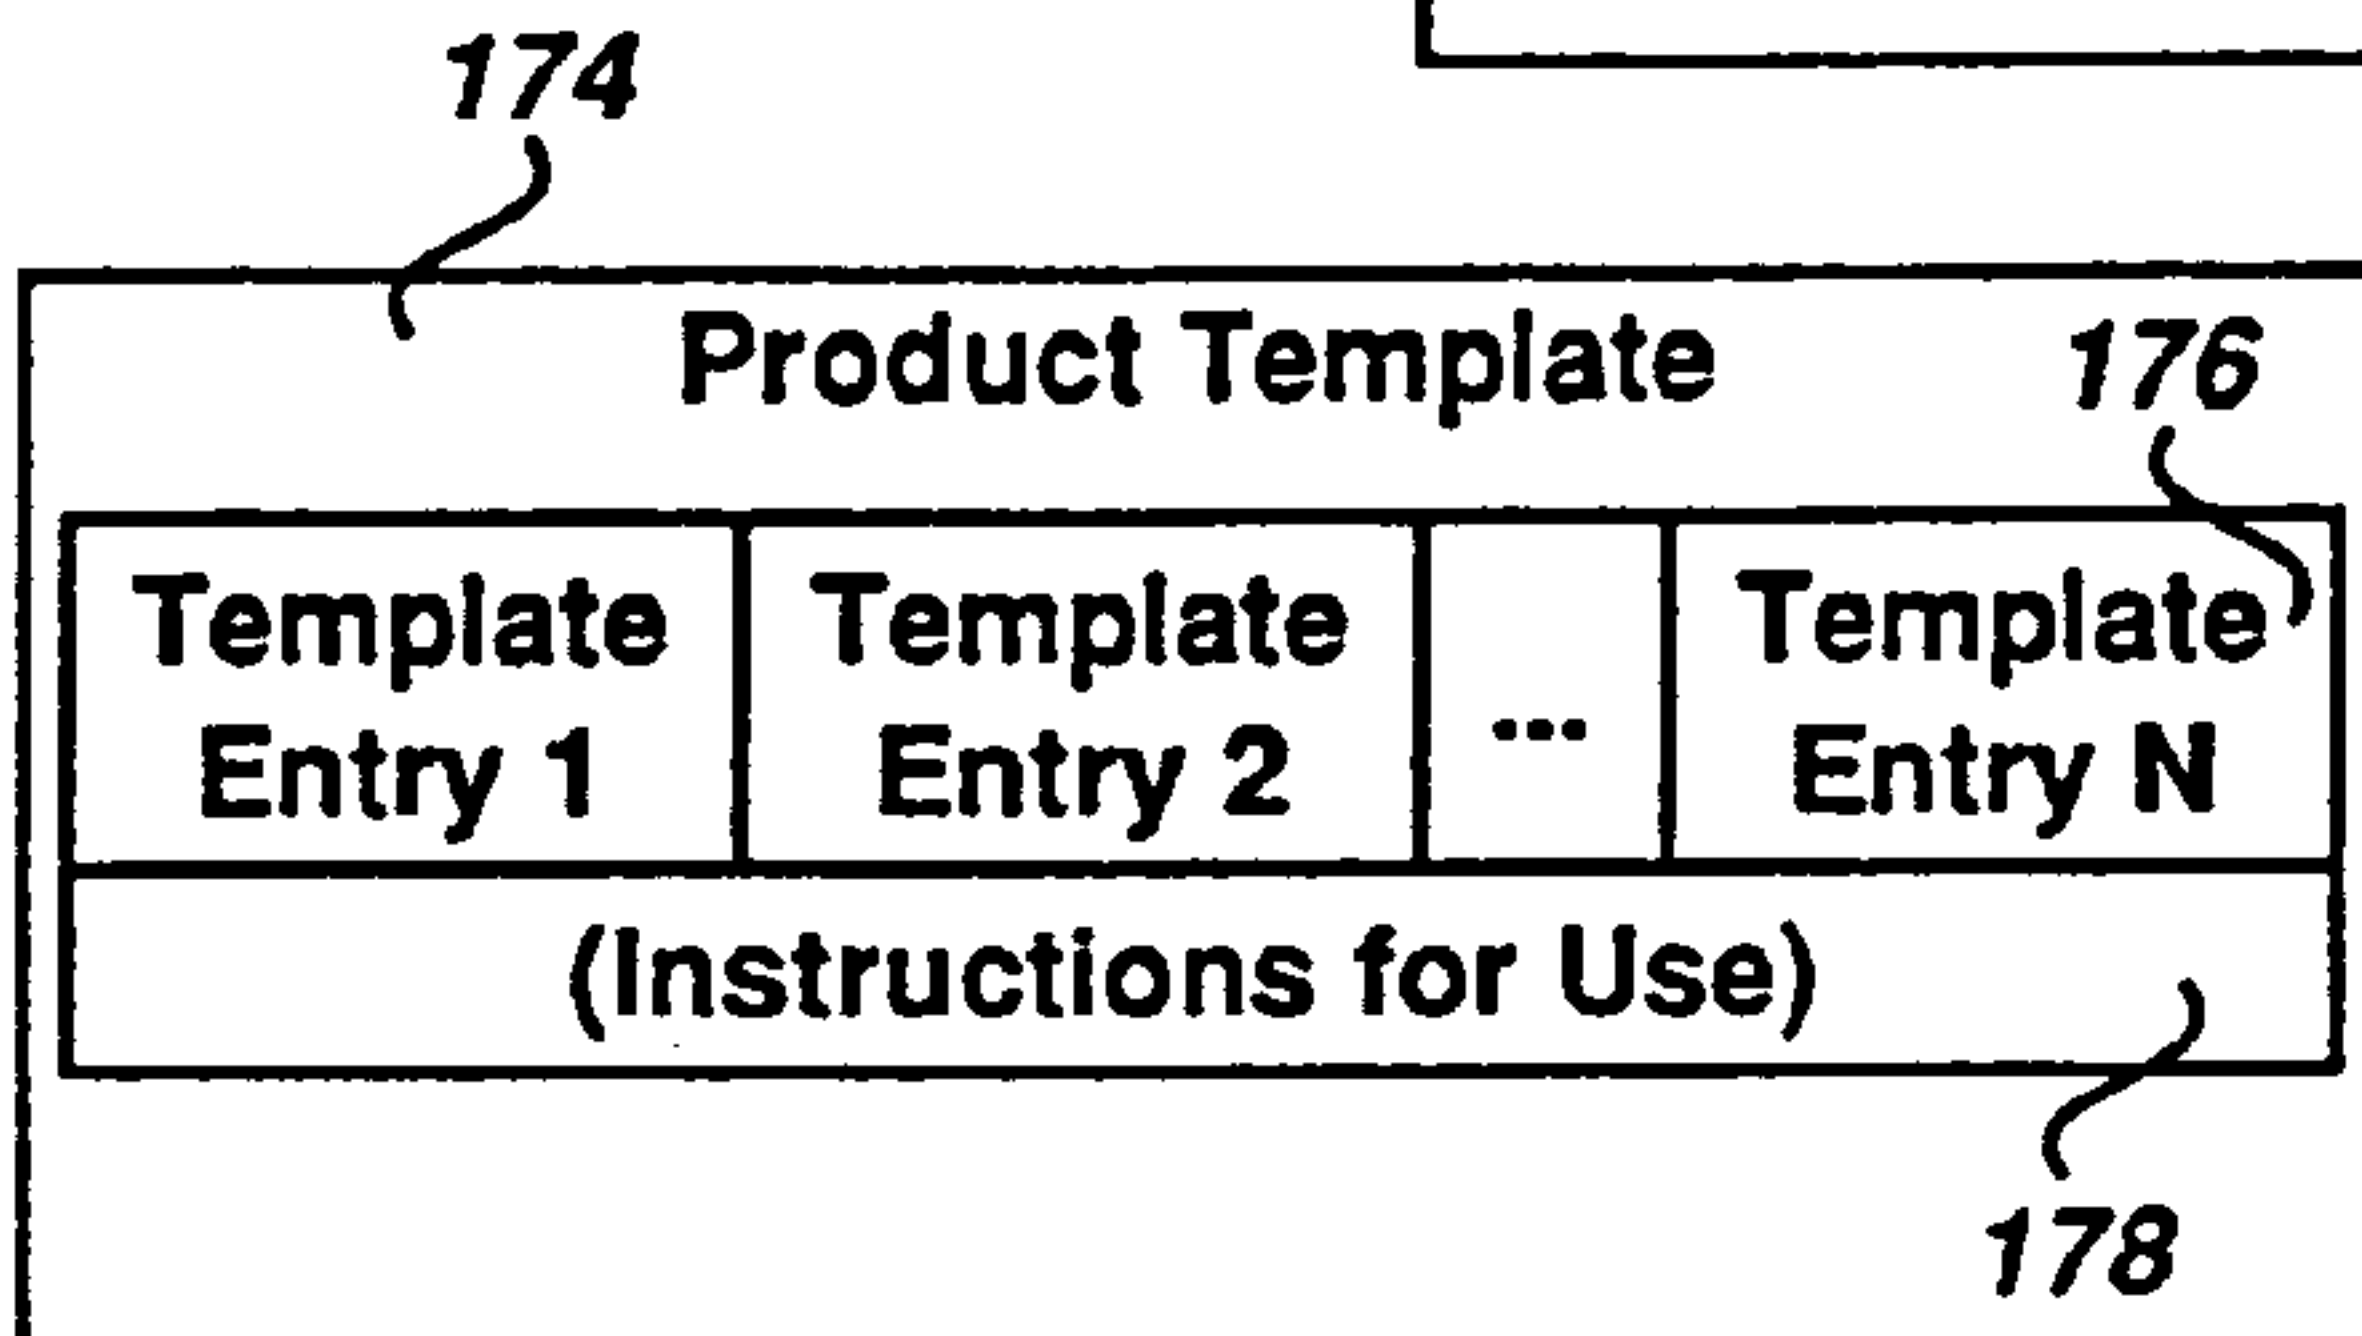 174
Product Template
176
Template
Entry 1
Template
Entry 2
...
Template
Entry N
(Instructions for Use)
178